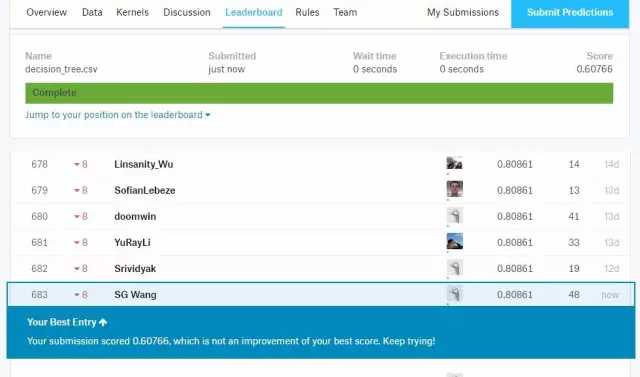 Overview Data Kernels Discussion Leaderboard Rules Team My Submissions Submit Predictions
Name Submitted Wait time Execution time Score
decision_tree.csv just now 0 seconds 0 seconds 0.60766
Complete
Jump to your position on the leaderboard
678 8 Linsanity_Wu 0.80861 14 14d
679 8 SofianLebeze 0.80861 13 13d
680 8 doomwin 0.80861 41 13d
681 8 YuRayLi 0.80861 33 13d
682 8 Srividyak 0.80861 19 12d
683 8 SG Wang 0.80861 48 now
Your Best Entry
Your submission scored 0.60766, which is not an improvement of your best score. Keep trying!